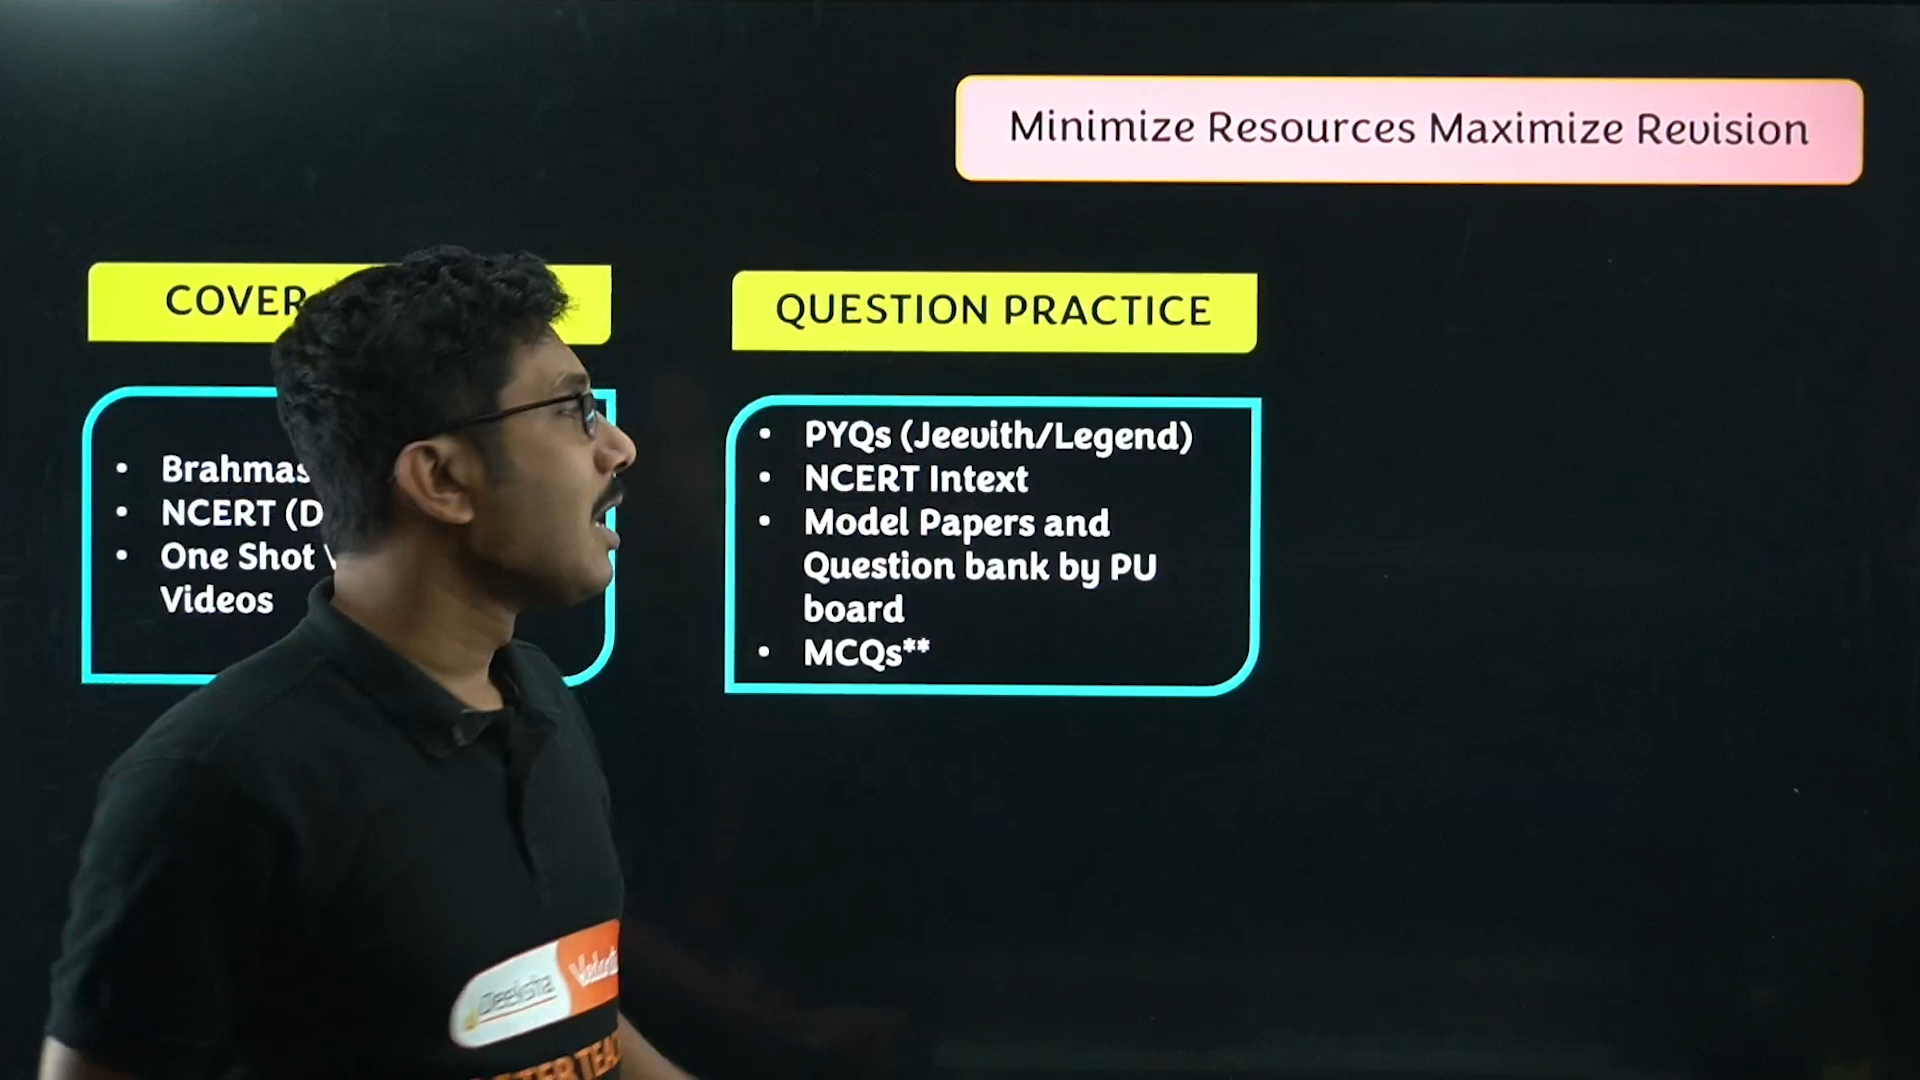 Minimize Resources Maximize Revision
COVER
QUESTION PRACTICE
• Brahmas
• NCERT (D
• One Shot
Videos
• PYQs (Jeevith/Legend)
• NCERT Intext
• Model Papers and
Question bank by PU
board
• MCQs**
Deeksha